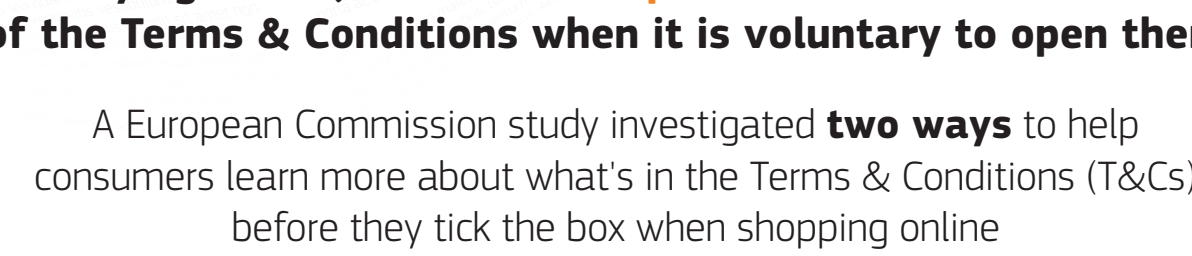 of the Terms & Conditions when it is voluntary to open
A European Commission study investigated two ways to help
consumers learn more about what's in the Terms & Conditions (T&Cs)
before they tick the box when shopping online